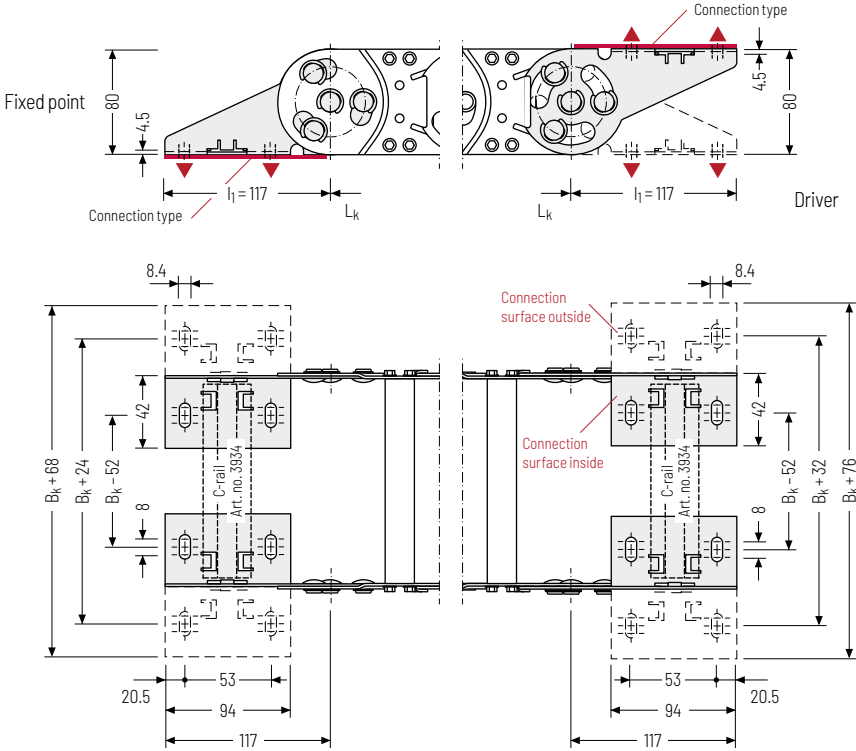 Connection type
Fixed point
80
4.5
4.5
80
l₁ = 117
Lₖ
Lₖ
l₁ = 117
Driver
Connection type
8.4
8.4
Connection
surface outside
Connection
surface inside
Bₖ + 68
Bₖ + 24
Bₖ – 52
42
8
C-rail
Art. no. 3934
C-rail
Art. no. 3934
42
8
Bₖ – 52
Bₖ + 32
Bₖ + 76
53
20.5
94
117
53
20.5
94
117